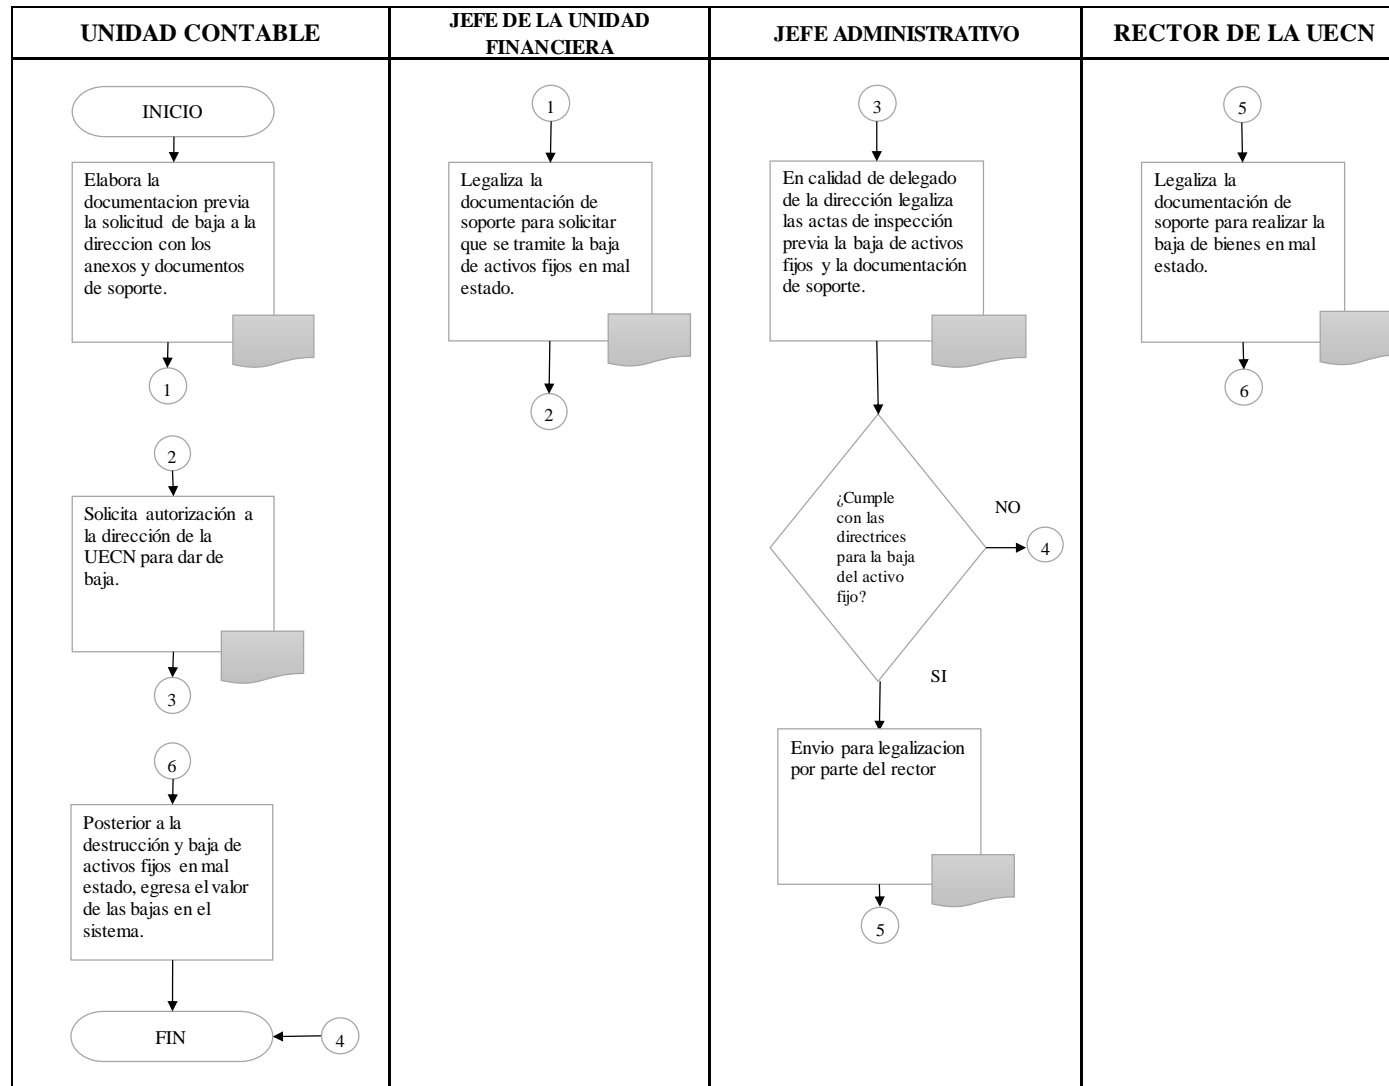 UNIDAD CONTABLE
JEFE DE LA UNIDAD
FINANCIERA
JEFE ADMINISTRATIVO
RECTOR DE LA UECN
INICIO
Elabora la
documentacion previa
la solicitud de baja a la
direccion con los
anexos y documentos
de soporte.
1
2
Solicita autorización a
la dirección de la
UECN para dar de
baja.
3
6
Posterior a la
destrucción y baja de
activos fijos en mal
estado, egresa el valor
de las bajas en el
sistema.
FIN
4
1
Legaliza la
documentación de
soporte para solicitar
que se tramite la baja
de activos fijos en mal
estado.
2
3
En calidad de delegado
de la dirección legaliza
las actas de inspección
previa la baja de activos
fijos y la documentación
de soporte.
¿Cumple
con las
directrices
para la baja
del activo
fijo?
NO
4
SI
Envio para legalizacion
por parte del rector
5
5
Legaliza la
documentación de
soporte para realizar la
baja de bienes en mal
estado.
6